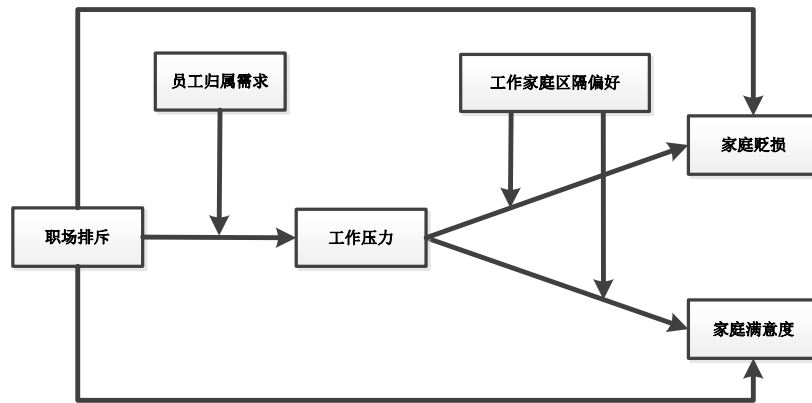 员工归属需求
工作家庭区隔偏好
家庭贬损
职场排斥
工作压力
家庭满意度